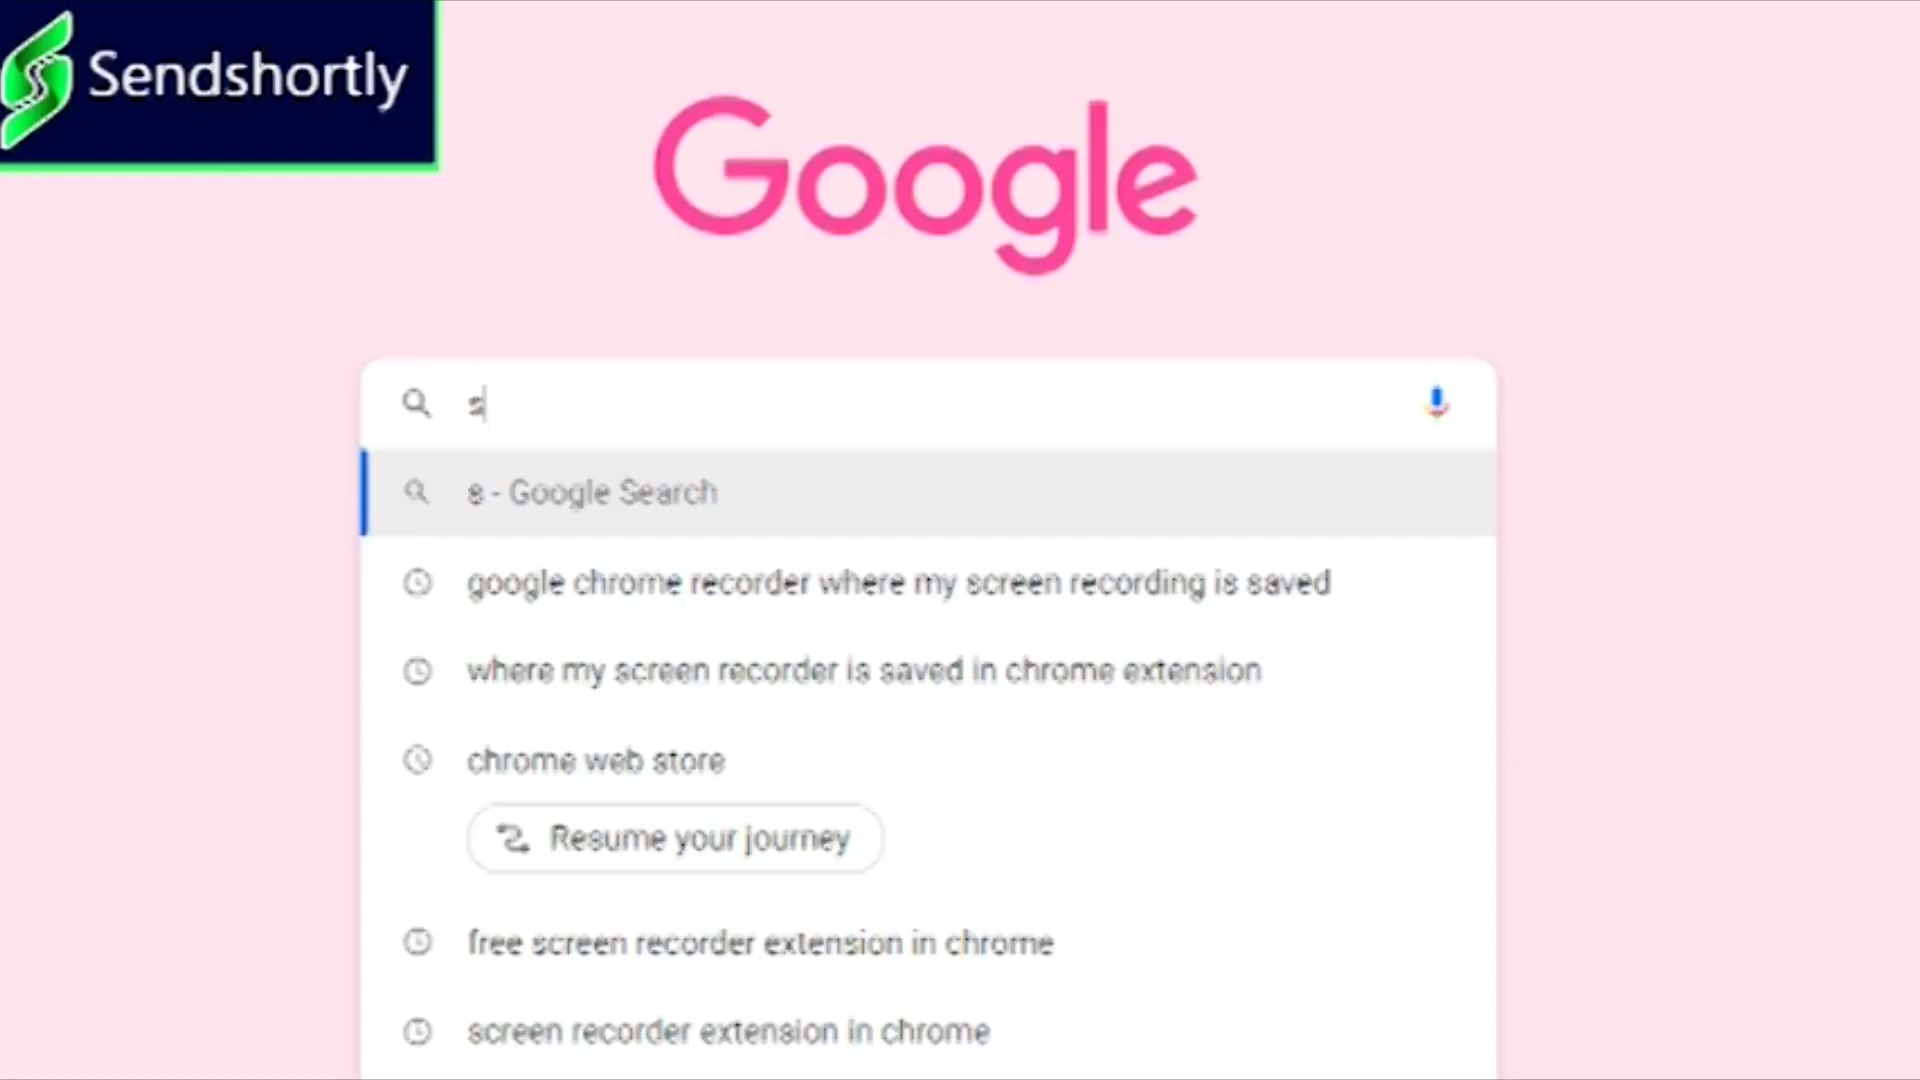 Sendshortly
Google
s
s - Google Search
google chrome recorder where my screen recording is saved
where my screen recorder is saved in chrome extension
chrome web store
Resume your journey
free screen recorder extension in chrome
screen recorder extension in chrome